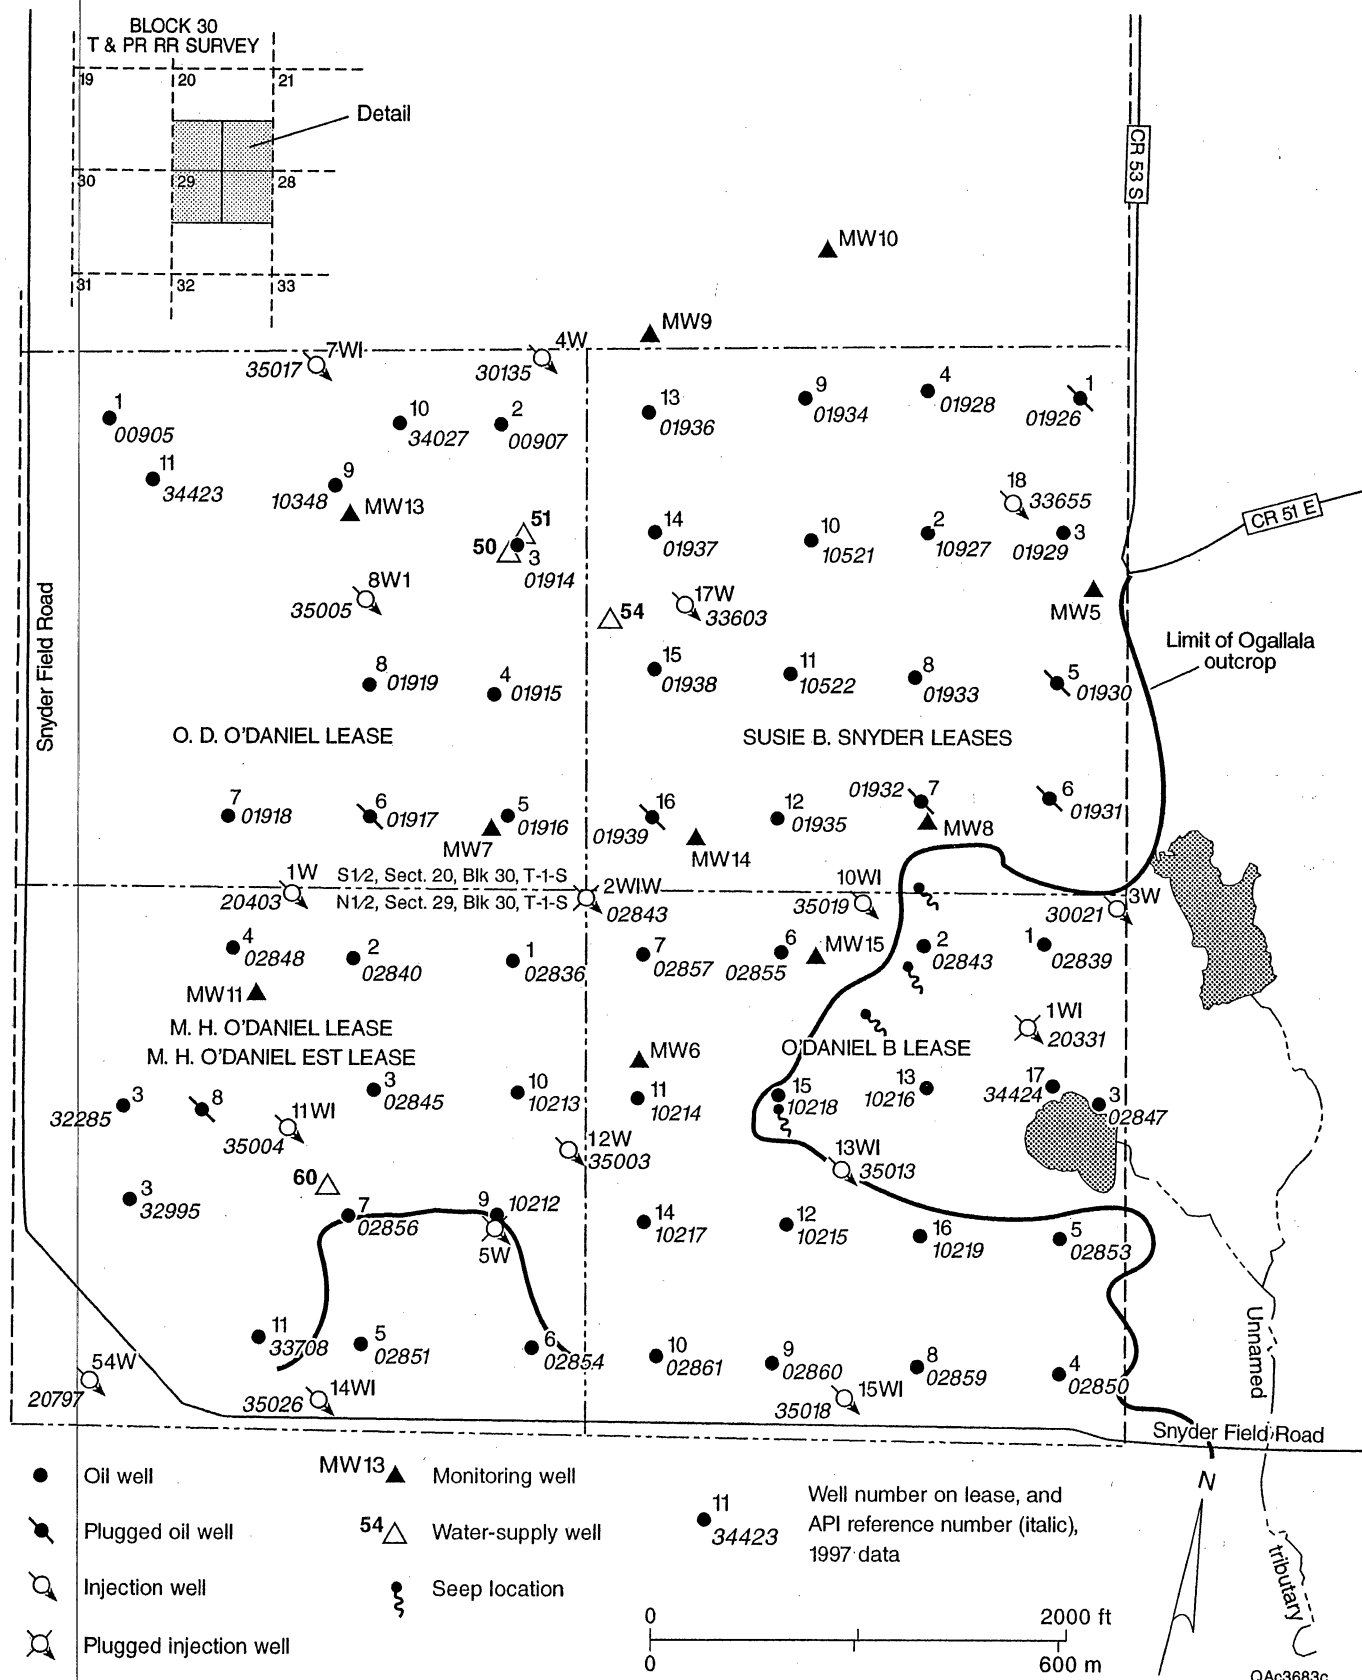 BLOCK 30
T & PR RR SURVEY
19
20
21
Detail
30
29
28
31
32
33
CR 53 S
MW10
MW9
7WI
35017
4W
30135
1
00905
10
34027
2
00907
13
01936
9
01934
4
01928
1
01926
11
34423
9
10348
MW13
18
33655
51
50
3
01914
14
01937
10
10521
2
10927
3
01929
CR 51 E
8W1
35005
54
17W
33603
MW5
Limit of Ogallala
outcrop
Snyder Field Road
8
01919
4
01915
15
01938
11
10522
8
01933
5
01930
O. D. O'DANIEL LEASE
SUSIE B. SNYDER LEASES
7
01918
6
01917
5
01916
MW7
16
01939
MW14
12
01935
7
01932
MW8
6
01931
1W
20403
S1/2, Sect. 20, Blk 30, T-1-S
N1/2, Sect. 29, Blk 30, T-1-S
2WIW
02843
10WI
35019
3W
30021
4
02848
2
02840
1
02836
7
02857
6
02855
MW15
2
02843
1
02839
MW11
M. H. O'DANIEL LEASE
M. H. O'DANIEL EST LEASE
1WI
20331
O'DANIEL B LEASE
MW6
3
32285
8
3
02845
10
10213
11
10214
15
10218
13
10216
17
34424
3
02847
11WI
35004
12W
35003
13WI
35013
60
3
32995
7
02856
9
10212
5W
14
10217
12
10215
16
10219
5
02853
11
33708
5
02851
6
02854
10
02861
9
02860
8
02859
4
02850
54W
20797
14WI
35026
15WI
35018
Unnamed
tributary
Snyder Field Road
Oil well
Plugged oil well
Injection well
Plugged injection well
MW13
Monitoring well
54
Water-supply well
Seep location
11
34423
Well number on lease, and
API reference number (italic),
1997 data
N
0
2000 ft
0
600 m
QAc3683c